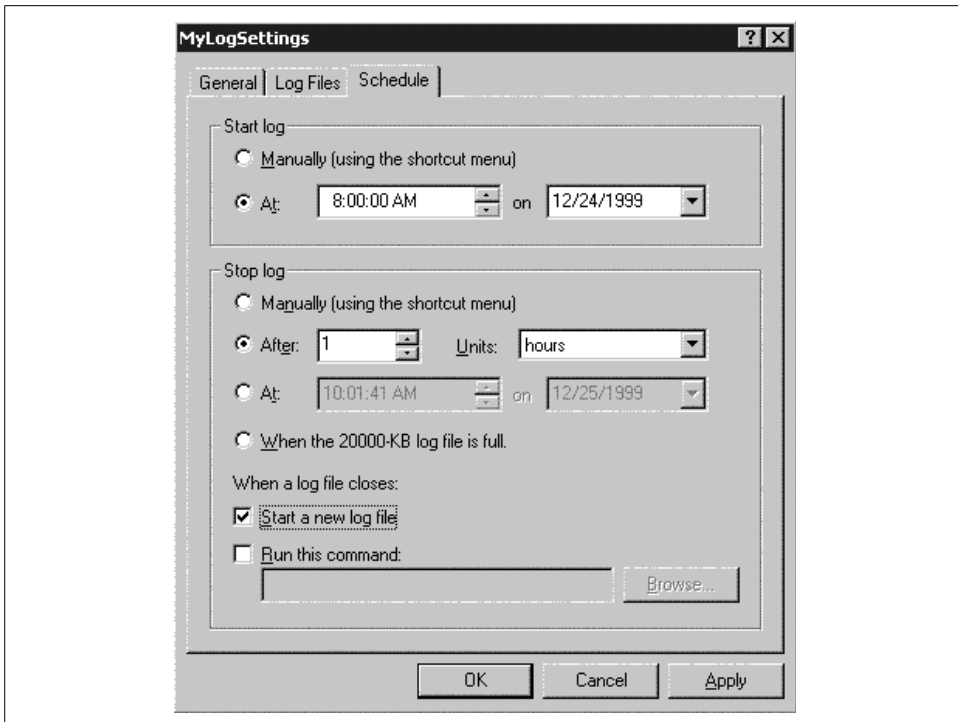 MyLogSettings
General Log Files Schedule
Start log
Manually (using the shortcut menu)
At: 8:00:00 AM on 12/24/1999
Stop log
Manually (using the shortcut menu)
After: 1 Units: hours
At: 10:01:41 AM on 12/25/1999
When the 20000-KB log file is full.
When a log file closes:
Start a new log file
Run this command:
Browse...
OK Cancel Apply